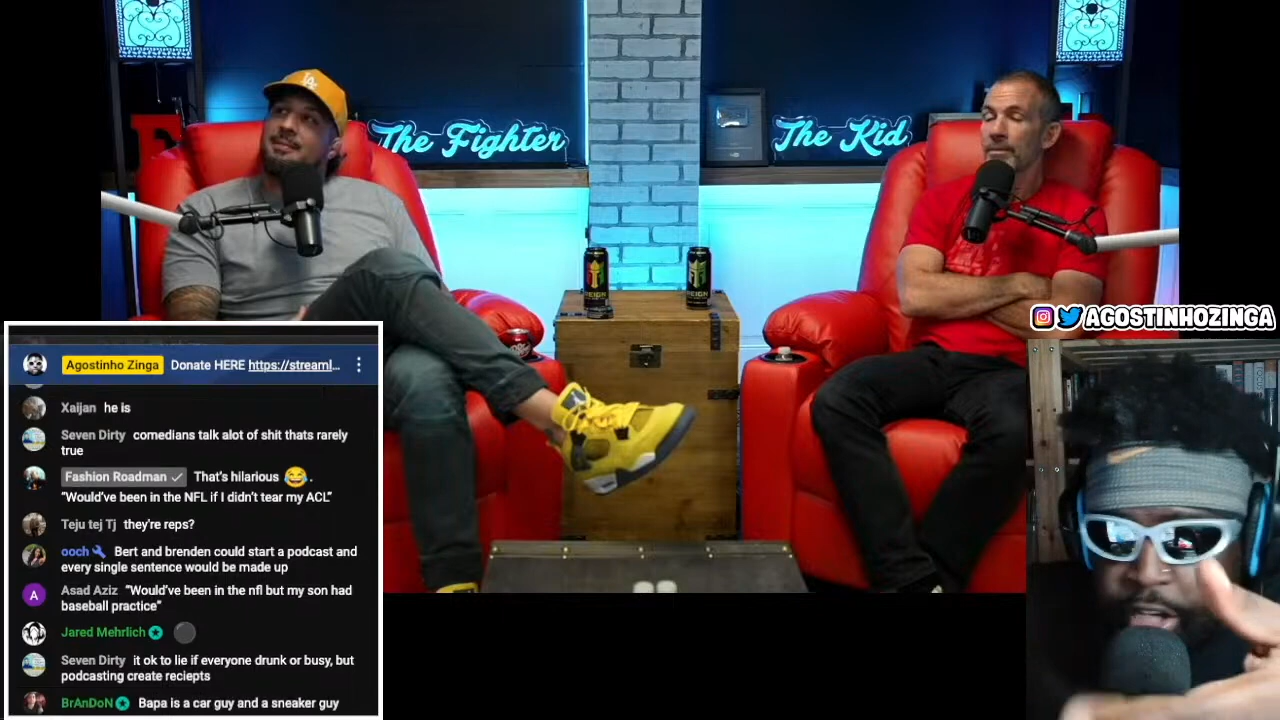 LA
The Fighter
The Kid
REIGN
REIGN
AGOSTINHOZINGA
Agostinho Zinga Donate HERE https://streaml...
Xaijan he is
Seven Dirty comedians talk alot of shit thats rarely
true
Fashion Roadman That's hilarious 😂.
"Would've been in the NFL if I didn't tear my ACL"
Teju tej Tj they're reps?
ooch Bert and brenden could start a podcast and
every single sentence would be made up
A Asad Aziz "Would've been in the nfl but my son had
baseball practice"
Jared Mehrlich
Seven Dirty it ok to lie if everyone drunk or busy, but
podcasting create reciepts
BrAnDoN Bapa is a car guy and a sneaker guy